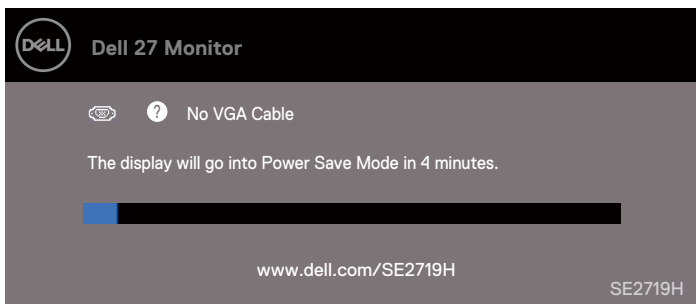 DELL
Dell 27 Monitor
? No VGA Cable
The display will go into Power Save Mode in 4 minutes.
www.dell.com/SE2719H
SE2719H